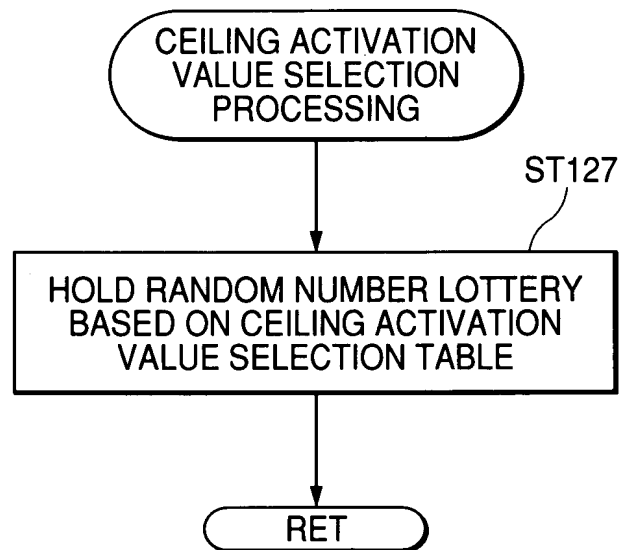 CEILING ACTIVATION
VALUE SELECTION
PROCESSING
ST127
HOLD RANDOM NUMBER LOTTERY
BASED ON CEILING ACTIVATION
VALUE SELECTION TABLE
RET